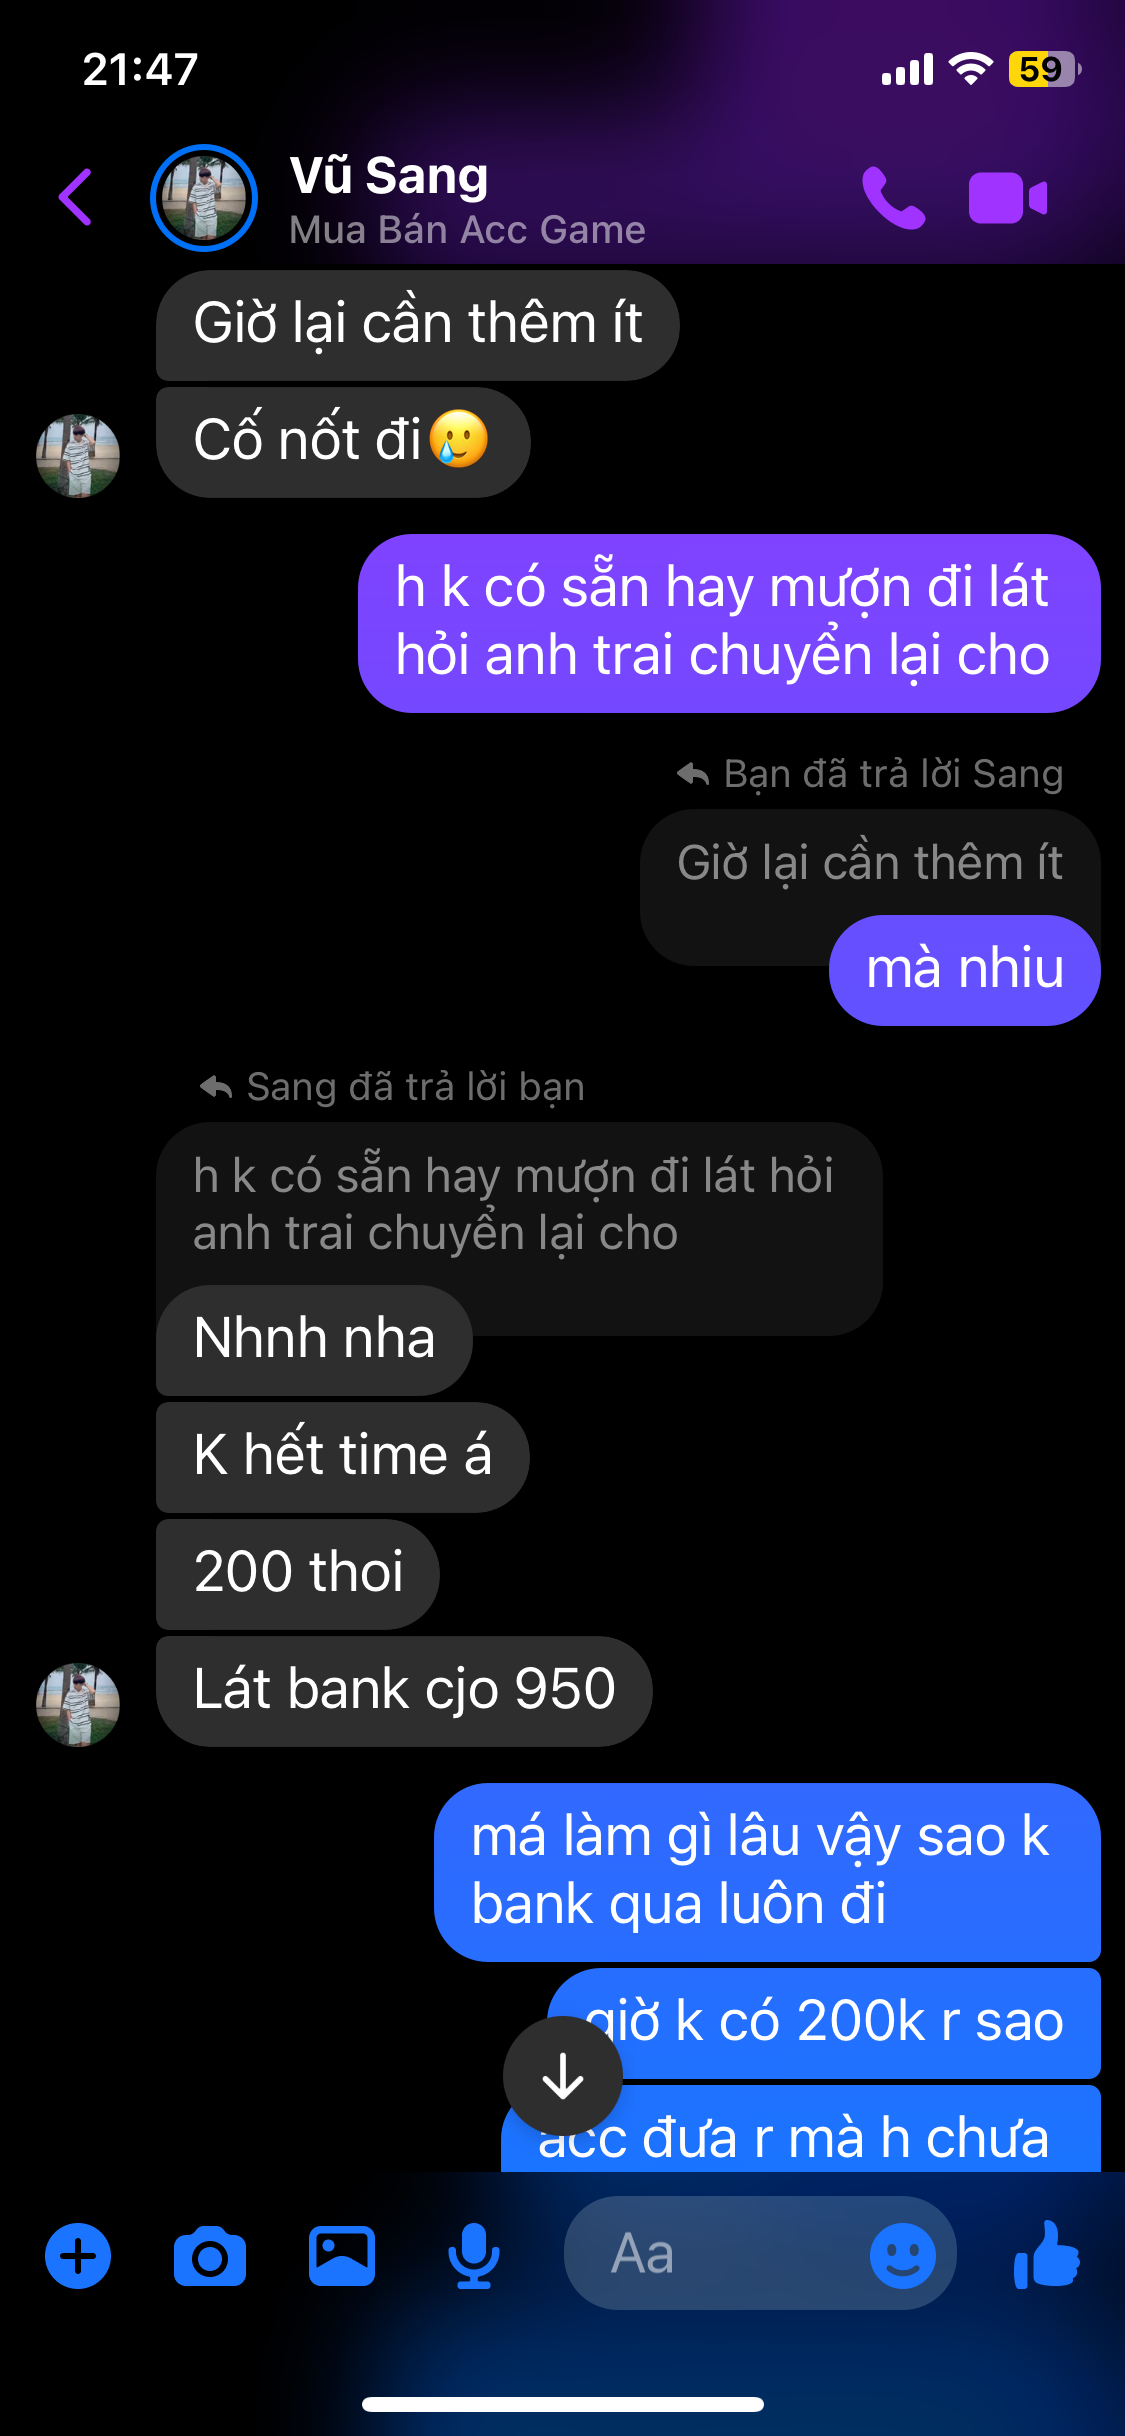 21:47
59
Vũ Sang
Mua Bán Acc Game
Giờ lại cần thêm ít
Cố nốt đi🥲
h k có sẵn hay mượn đi lát
hỏi anh trai chuyển lại cho
Bạn đã trả lời Sang
Giờ lại cần thêm ít
mà nhiu
Sang đã trả lời bạn
h k có sẵn hay mượn đi lát hỏi
anh trai chuyển lại cho
Nhnh nha
K hết time á
200 thoi
Lát bank cjo 950
má làm gì lâu vậy sao k
bank qua luôn đi
giờ k có 200k r sao
acc đưa r mà h chưa
Aa